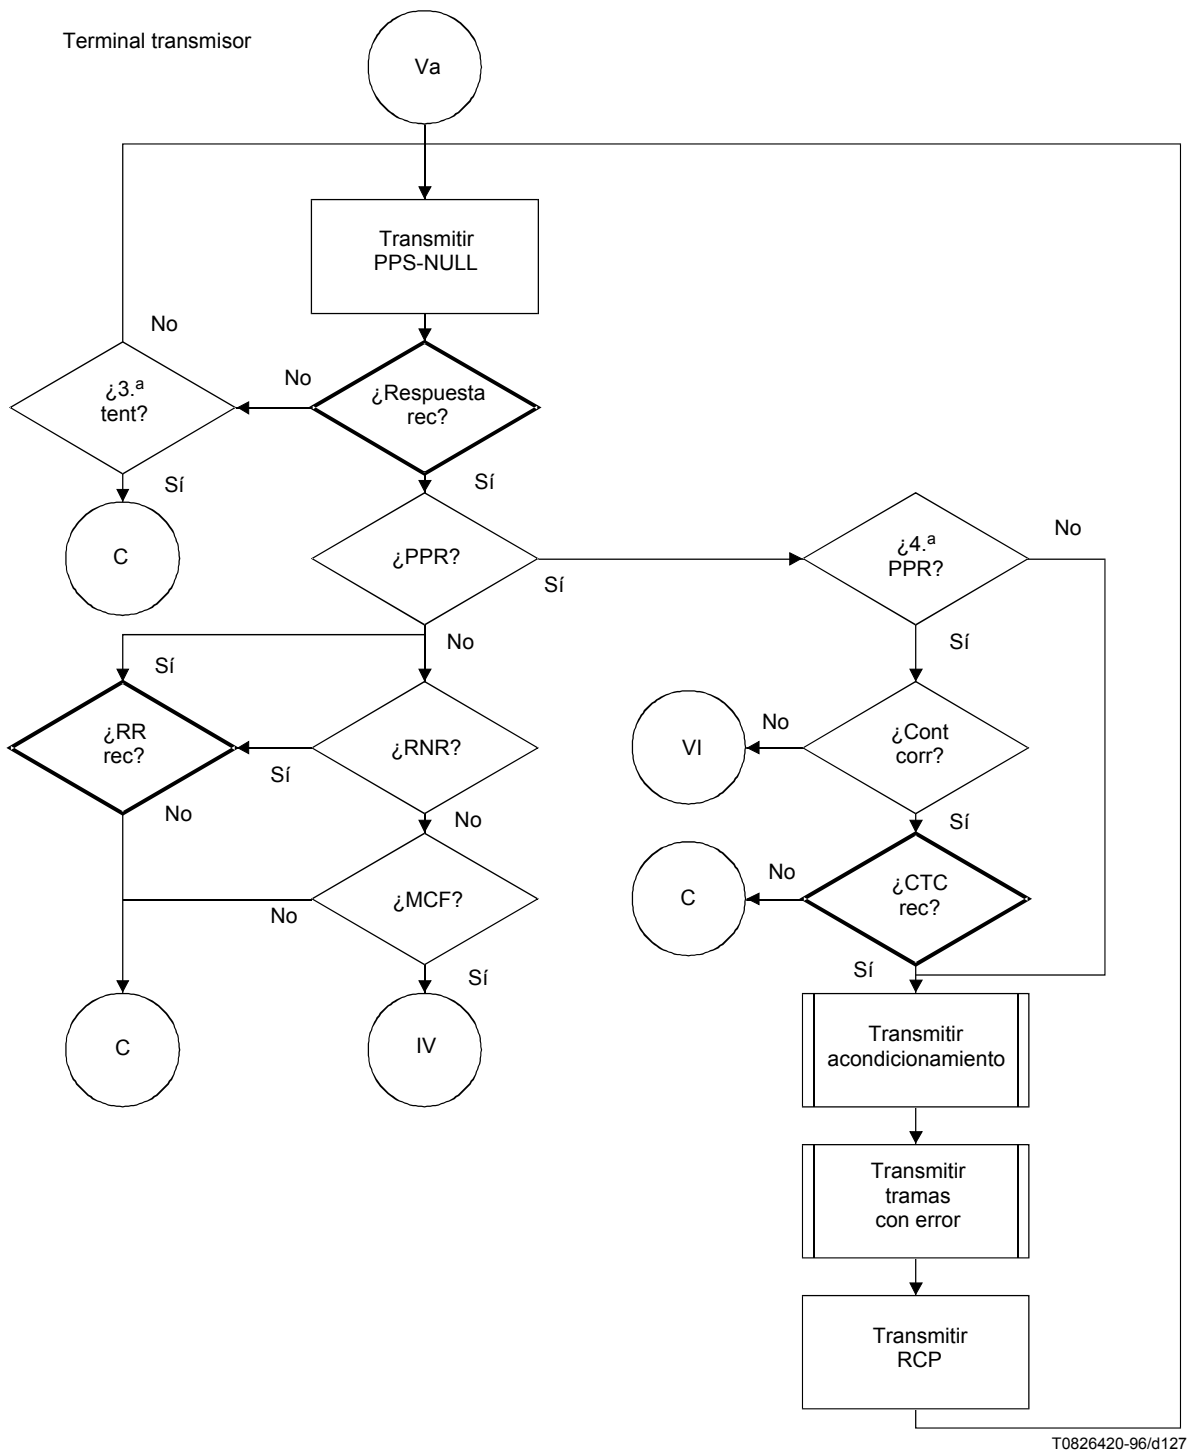 Terminal transmisor
Va
Transmitir
PPS-NULL
No
¿3.ª
tent?
No
¿Respuesta
rec?
Sí
Sí
C
¿PPR?
Sí
¿4.ª
PPR?
No
No
Sí
Sí
¿RR
rec?
¿RNR?
Sí
VI
No
¿Cont
corr?
No
No
Sí
¿MCF?
No
C
No
¿CTC
rec?
Sí
Sí
C
IV
Transmitir
acondicionamiento
Transmitir
tramas
con error
Transmitir
RCP
T0826420-96/d127